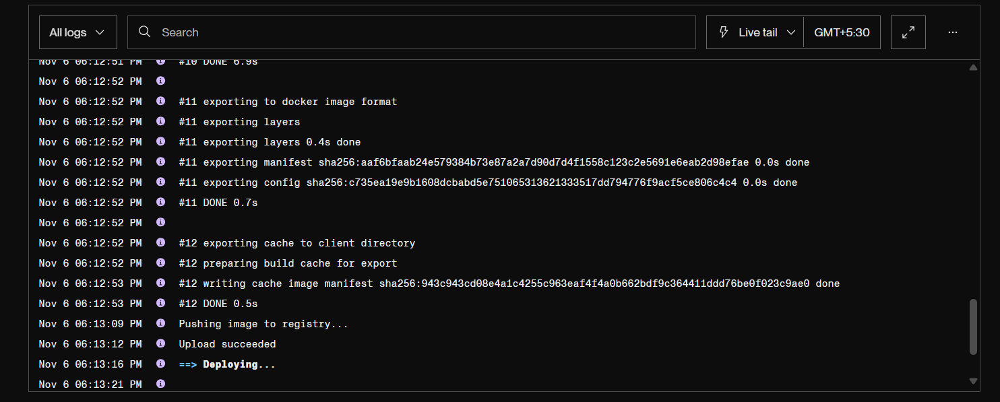 All logs
Search
Live tail
GMT+5:30
...
Nov 6 06:12:51 PM #10 DONE 6.9s
Nov 6 06:12:52 PM
Nov 6 06:12:52 PM #11 exporting to docker image format
Nov 6 06:12:52 PM #11 exporting layers
Nov 6 06:12:52 PM #11 exporting layers 0.4s done
Nov 6 06:12:52 PM #11 exporting manifest sha256:aaf6bfaab24e579384b73e87a2a7d90d7d4f1558c123c2e5691e6eab2d98efae 0.0s done
Nov 6 06:12:52 PM #11 exporting config sha256:c735ea19e9b1608dcbabd5e751065313621333517dd794776f9acf5ce806c4c4 0.0s done
Nov 6 06:12:52 PM #11 DONE 0.7s
Nov 6 06:12:52 PM
Nov 6 06:12:52 PM #12 exporting cache to client directory
Nov 6 06:12:52 PM #12 preparing build cache for export
Nov 6 06:12:53 PM #12 writing cache image manifest sha256:943c943cd08e4a1c4255c963eaf4f4a0b662bdf9c364411ddd76be0f023c9ae0 done
Nov 6 06:12:53 PM #12 DONE 0.5s
Nov 6 06:13:09 PM Pushing image to registry...
Nov 6 06:13:12 PM Upload succeeded
Nov 6 06:13:16 PM ==> Deploying...
Nov 6 06:13:21 PM